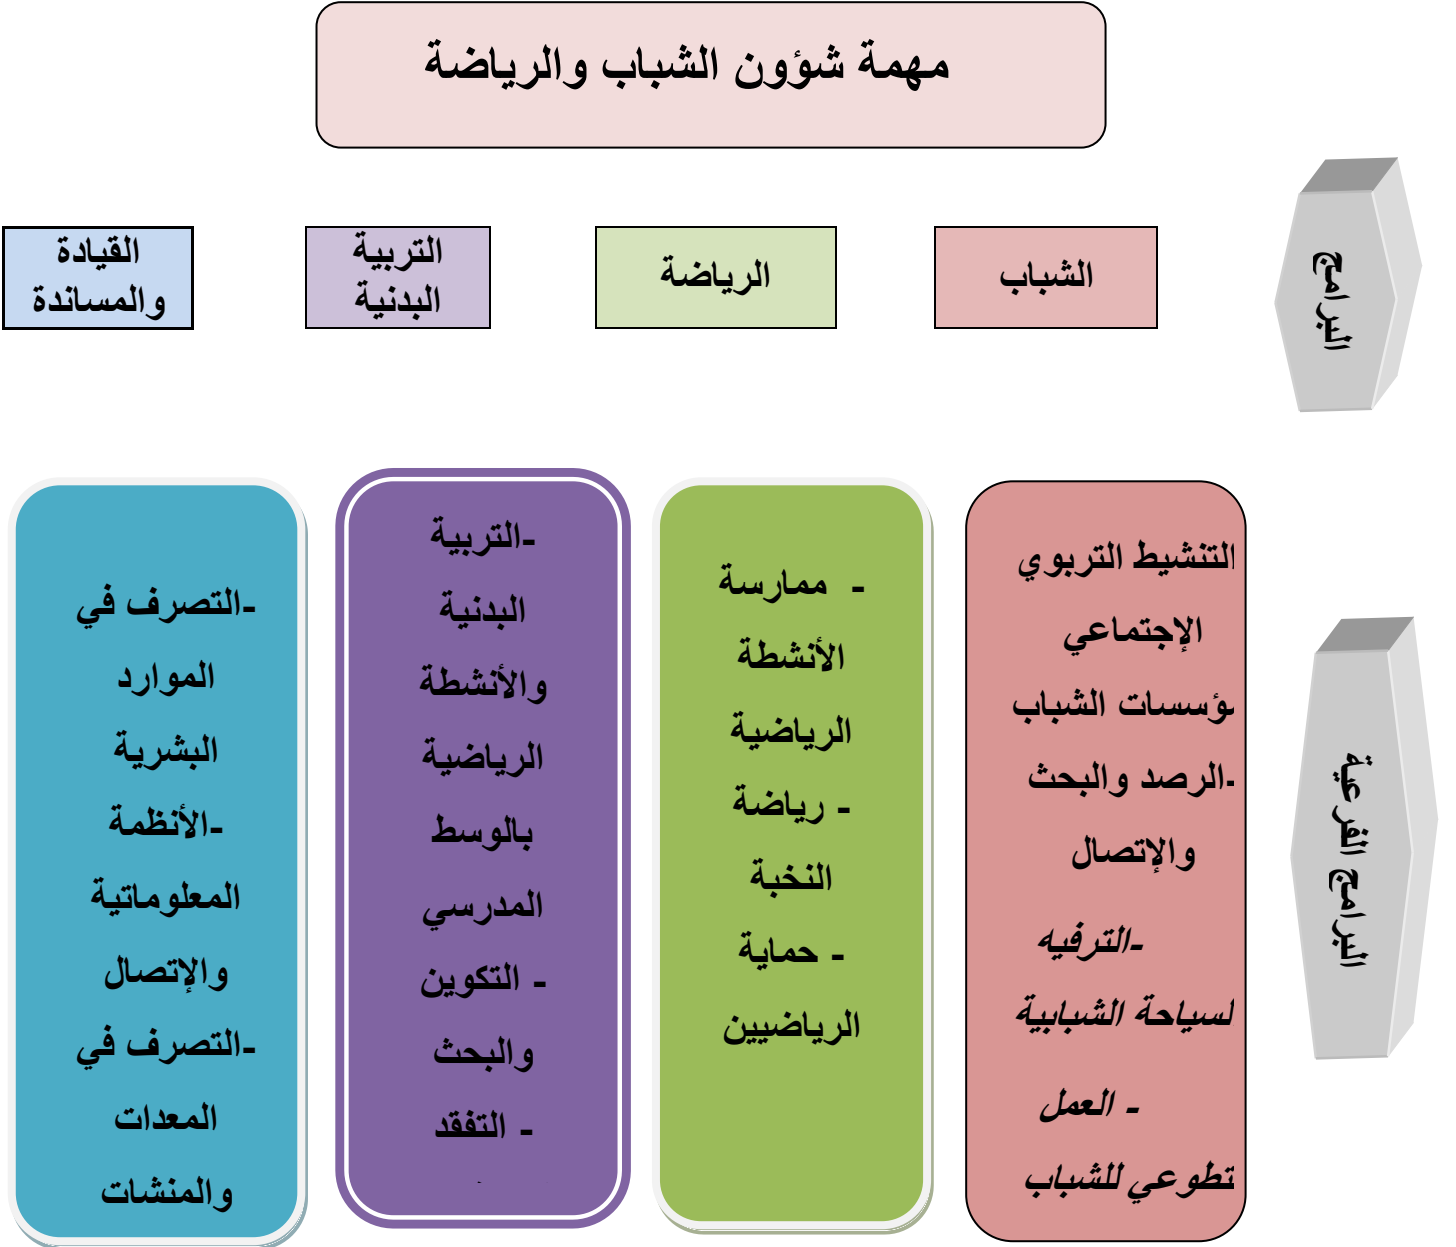 مهمة شؤون الشباب والرياضة
البرامج
الشباب
الرياضة
التربية
البدنية
القيادة
والمساندة
البرامج الفرعية
التنشيط التربوي
الإجتماعي
ؤسسات الشباب
-الرصد والبحث
والإتصال
-الترفيه
لسياحة الشبابية
- العمل
تطوعي للشباب
- ممارسة
الأنشطة
الرياضية
- رياضة
النخبة
- حماية
الرياضيين
-التربية
البدنية
والأنشطة
الرياضية
بالوسط
المدرسي
- التكوين
والبحث
- التفقد
-التصرف في
الموارد
البشرية
-الأنظمة
المعلوماتية
والإتصال
-التصرف في
المعدات
والمنشات